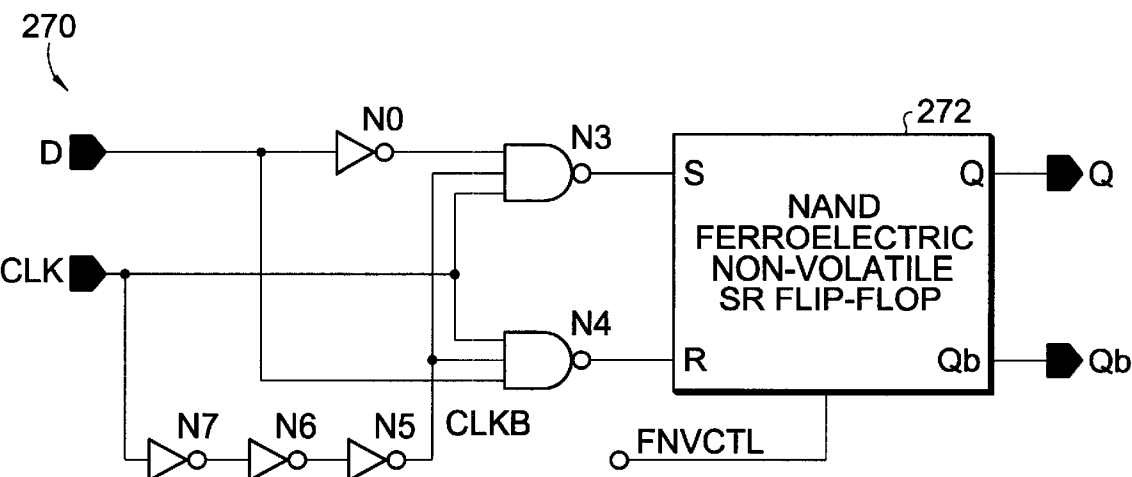 270
272
N0
N3
D
S
Q
Q
NAND
FERROELECTRIC
NON-VOLATILE
SR FLIP-FLOP
CLK
N4
R
Qb
Qb
N7
N6
N5
CLKB
FNVCTL